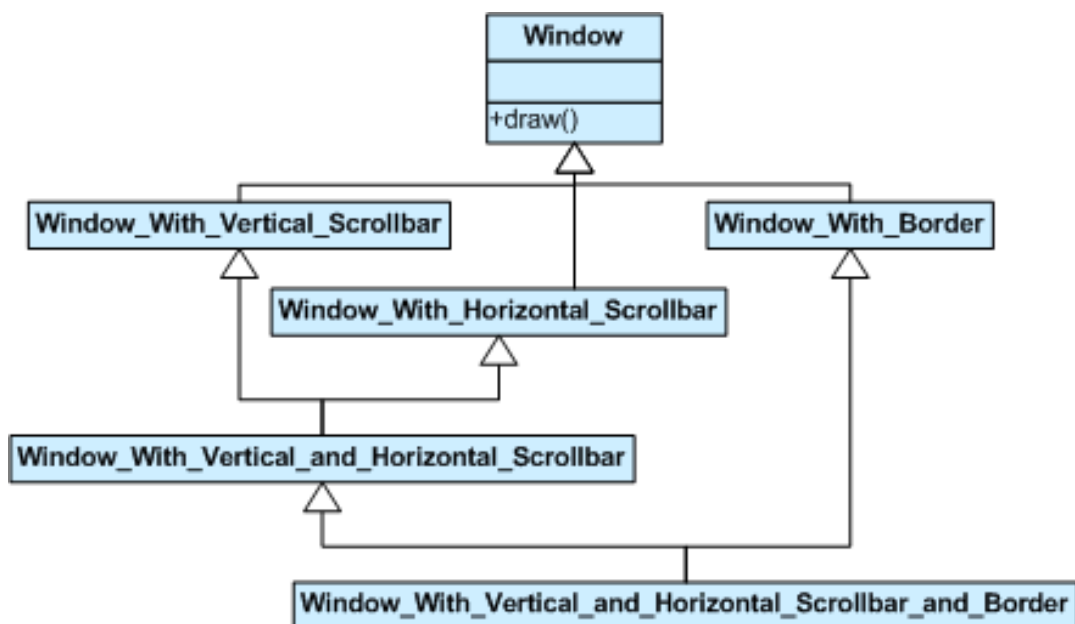 Window
+draw()
Window_With_Vertical_Scrollbar
Window_With_Border
Window_With_Horizontal_Scrollbar
Window_With_Vertical_and_Horizontal_Scrollbar
Window_With_Vertical_and_Horizontal_Scrollbar_and_Border